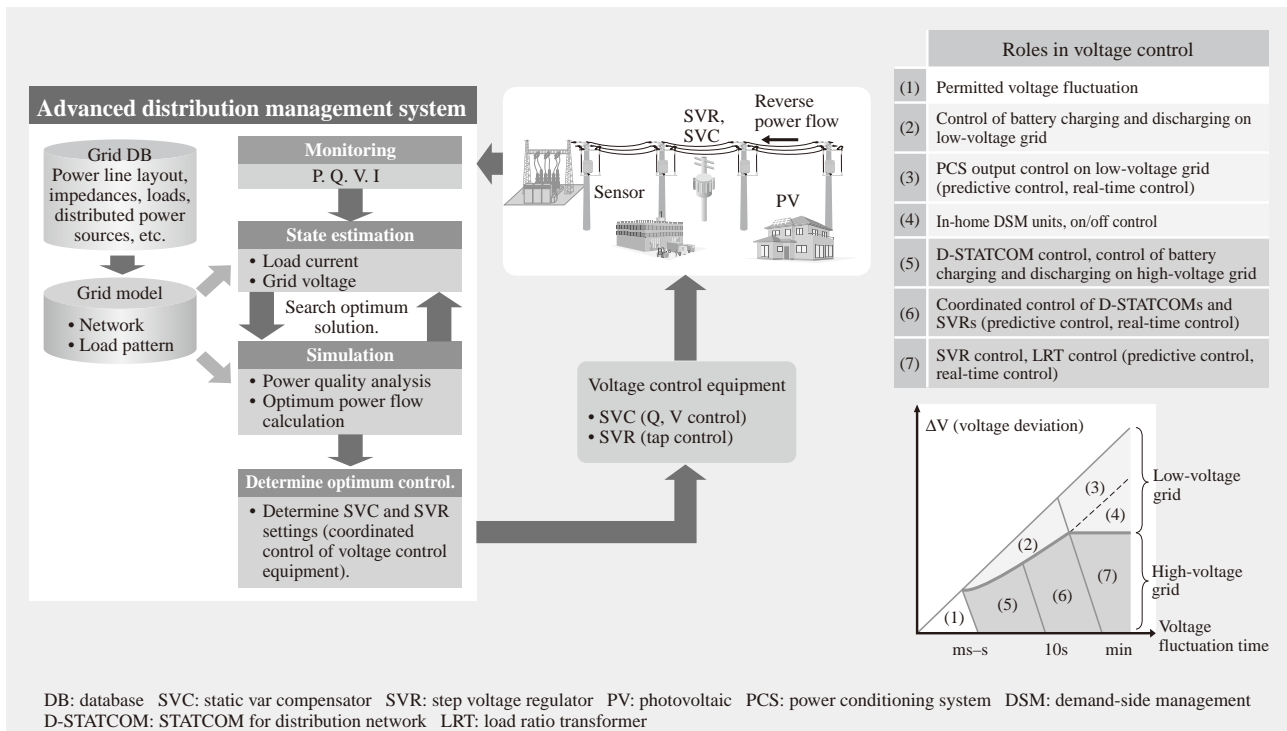 Advanced distribution management system
Grid DB
Power line layout,
impedances, loads,
distributed power
sources, etc.
Grid model
• Network
• Load pattern
Monitoring
P. Q. V. I
State estimation
• Load current
• Grid voltage
Search optimum
solution.
Simulation
• Power quality analysis
• Optimum power flow
calculation
Determine optimum control.
• Determine SVC and SVR
settings (coordinated
control of voltage control
equipment).
SVR,
SVC
Reverse
power flow
Sensor
PV
Voltage control equipment
• SVC (Q, V control)
• SVR (tap control)
Roles in voltage control
(1) Permitted voltage fluctuation
(2) Control of battery charging and discharging on
low-voltage grid
(3) PCS output control on low-voltage grid
(predictive control, real-time control)
(4) In-home DSM units, on/off control
(5) D-STATCOM control, control of battery
charging and discharging on high-voltage grid
(6) Coordinated control of D-STATCOMs and
SVRs (predictive control, real-time control)
(7) SVR control, LRT control (predictive control,
real-time control)
ΔV (voltage deviation)
(3)
(4)
(2)
(7)
(6)
(5)
(1)
Low-voltage
grid
High-voltage
grid
Voltage
fluctuation time
ms–s 10s min
DB: database SVC: static var compensator SVR: step voltage regulator PV: photovoltaic PCS: power conditioning system DSM: demand-side management
D-STATCOM: STATCOM for distribution network LRT: load ratio transformer